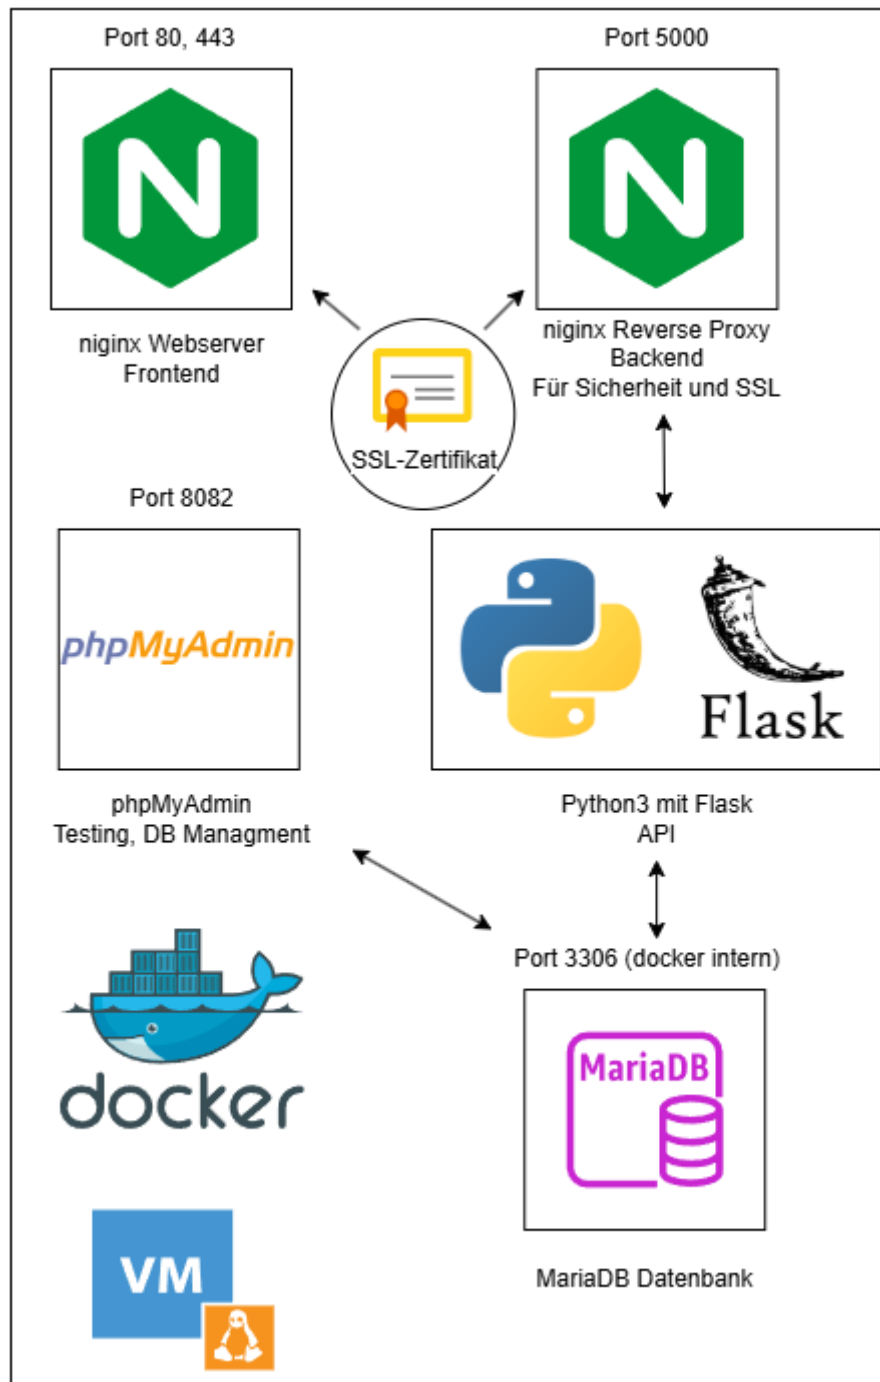 Port 80, 443
Port 5000
niginx Webserver
Frontend
niginx Reverse Proxy
Backend
Für Sicherheit und SSL
SSL-Zertifikat
Port 8082
phpMyAdmin
phpMyAdmin
Testing, DB Managment
Flask
Python3 mit Flask
API
Port 3306 (docker intern)
MariaDB
MariaDB Datenbank
docker
VM